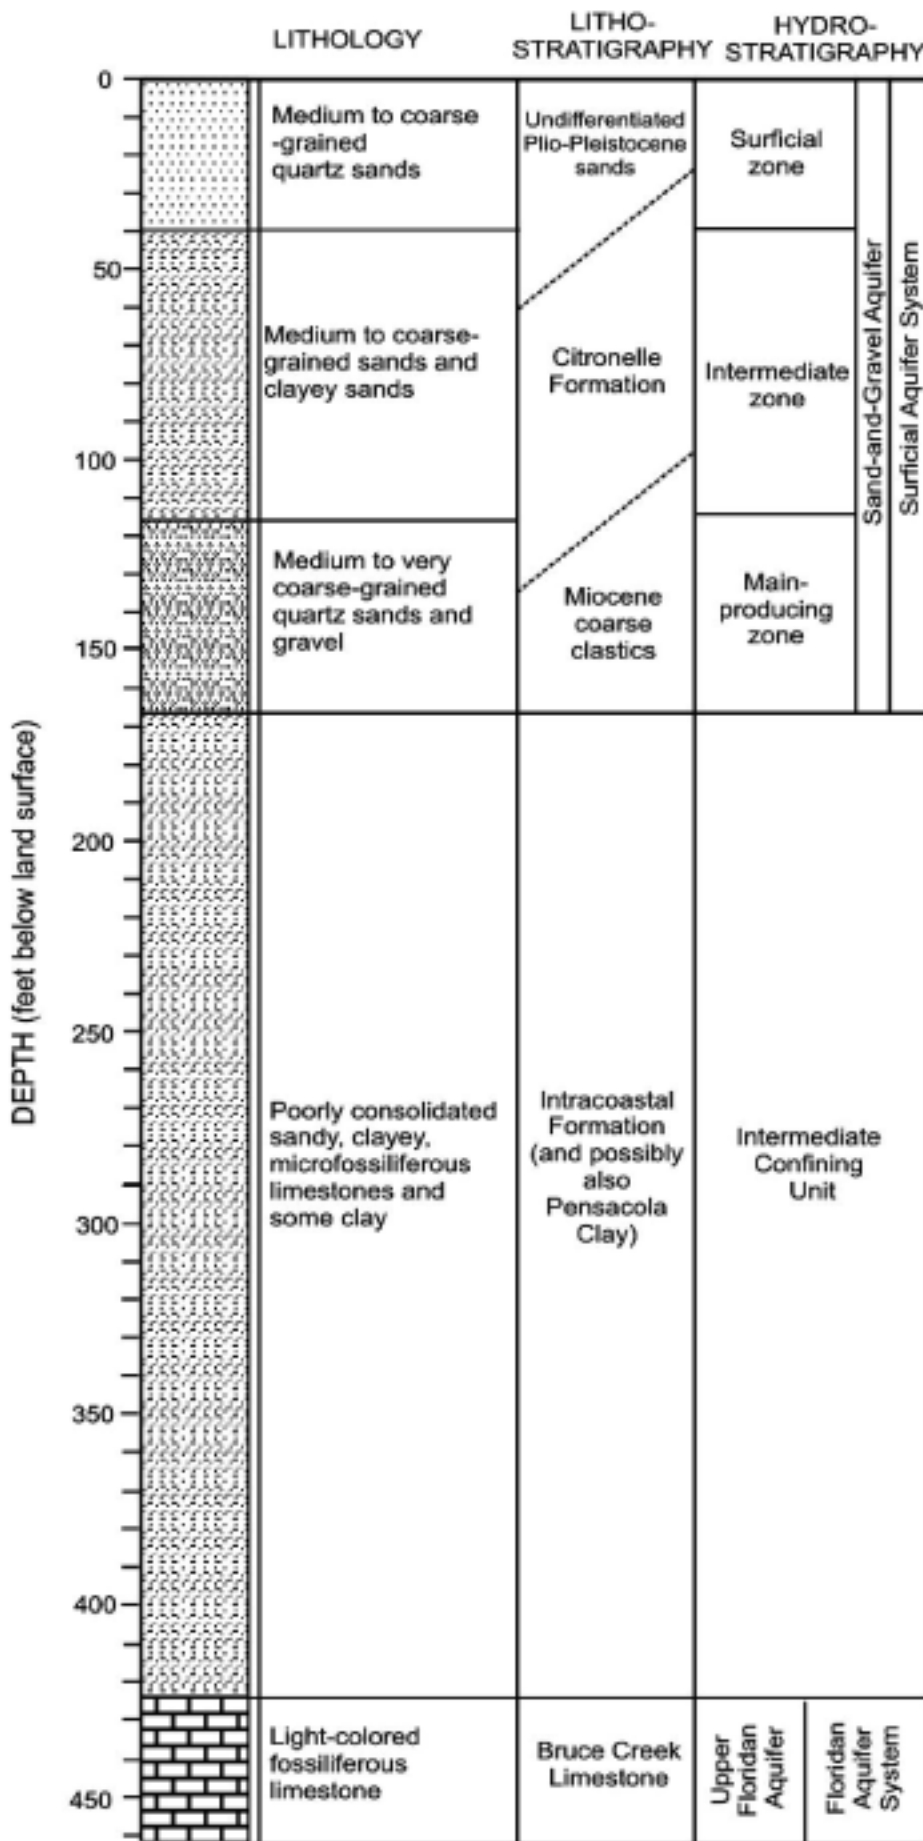 LITHOLOGY
LITHO-
STRATIGRAPHY
HYDRO-
STRATIGRAPHY
DEPTH (feet below land surface)
0
50
100
150
200
250
300
350
400
450
Medium to coarse
-grained
quartz sands
Undifferentiated
Plio-Pleistocene
sands
Surficial
zone
Medium to coarse-
grained sands and
clayey sands
Citronelle
Formation
Intermediate
zone
Medium to very
coarse-grained
quartz sands and
gravel
Miocene
coarse
clastics
Main-
producing
zone
Sand-and-Gravel Aquifer
Surficial Aquifer System
Poorly consolidated
sandy, clayey,
microfossiliferous
limestones and
some clay
Intracoastal
Formation
(and possibly
also
Pensacola
Clay)
Intermediate
Confining
Unit
Light-colored
fossiliferous
limestone
Bruce Creek
Limestone
Upper
Floridan
Aquifer
Floridan
Aquifer
System